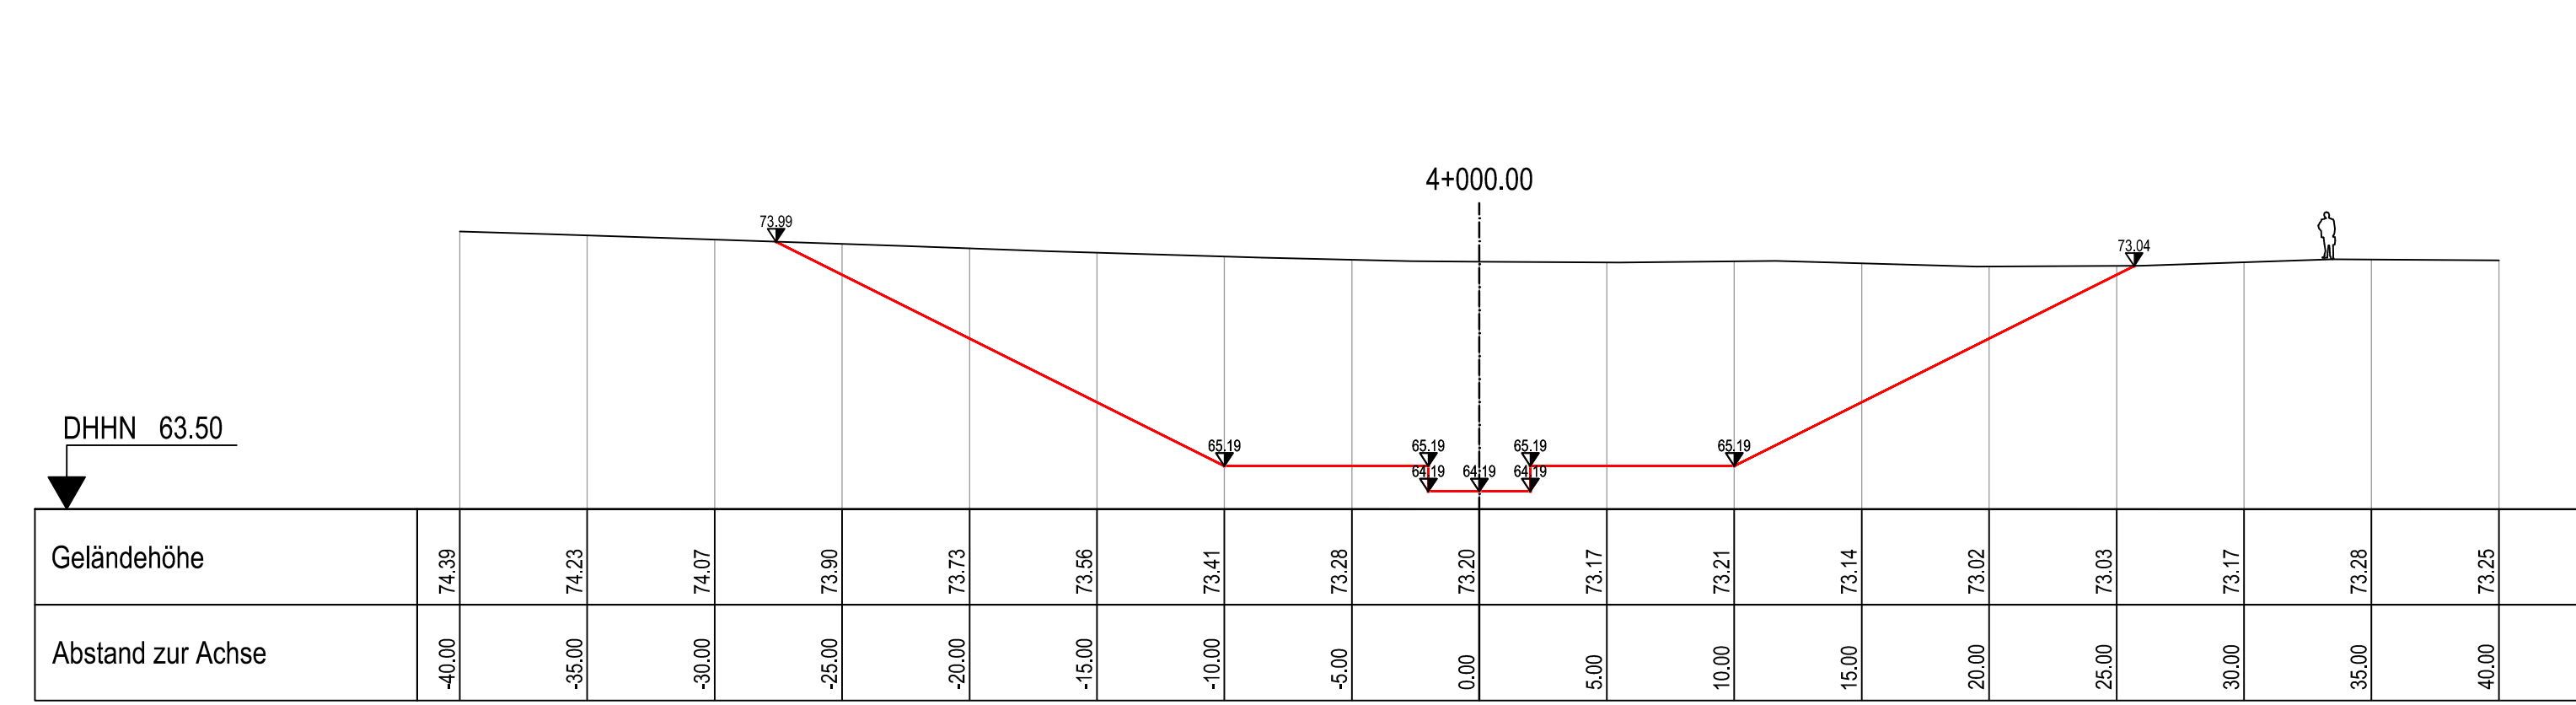 4+000.00
73.99
73.04
DHHN 63.50
65.19 65.19 65.19 65.19
64.19 64.19 64.19
Geländehöhe 74.39 74.23 74.07 73.90 73.73 73.56 73.41 73.28 73.20 73.17 73.21 73.14 73.02 73.03 73.17 73.28 73.25
Abstand zur Achse -40.00 -35.00 -30.00 -25.00 -20.00 -15.00 -10.00 -5.00 0.00 5.00 10.00 15.00 20.00 25.00 30.00 35.00 40.00